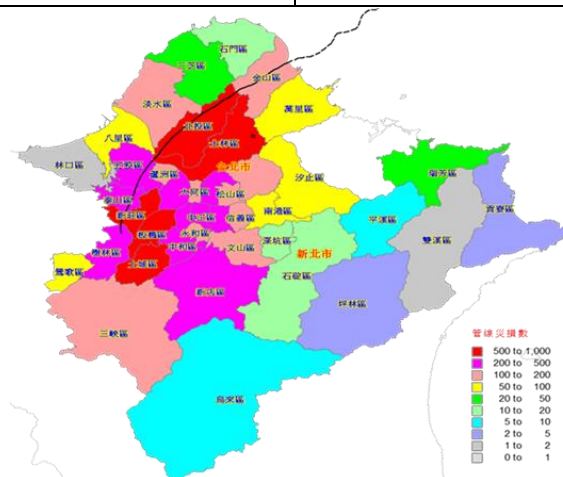 石門區
三芝區
金山區
淡水區
萬里區
北投區
八里區
士林區
林口區
五股區
台北市
汐止區
瑞芳區
蘆洲區
泰山區
松山區
貢寮區
新莊區
信義區
南港區
平溪區
板橋區
永和區
深坑區
雙溪區
樹林區
中和區
文山區
新北市
土城區
鶯歌區
石碇區
新店區
坪林區
三峽區
烏來區
管線災損數
500 to 1,000
200 to 500
100 to 200
50 to 100
20 to 50
10 to 20
5 to 10
2 to 5
1 to 2
0 to 1